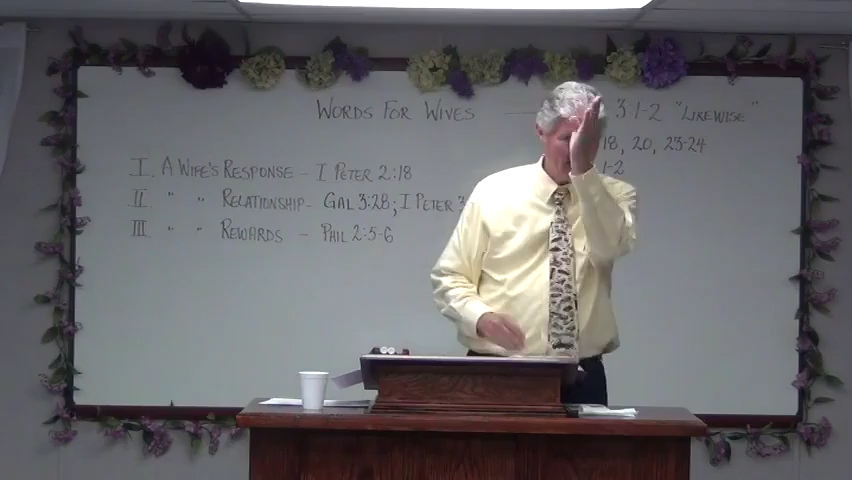 WORDS FOR WIVES — 3:1-2 "LIKEWISE"
18, 20, 23-24
1-2
I. A WIFE'S RESPONSE - I PETER 2:18
II " " RELATIONSHIP - GAL 3:28; I PETER 3
III " " REWARDS - PHIL 2:5-6